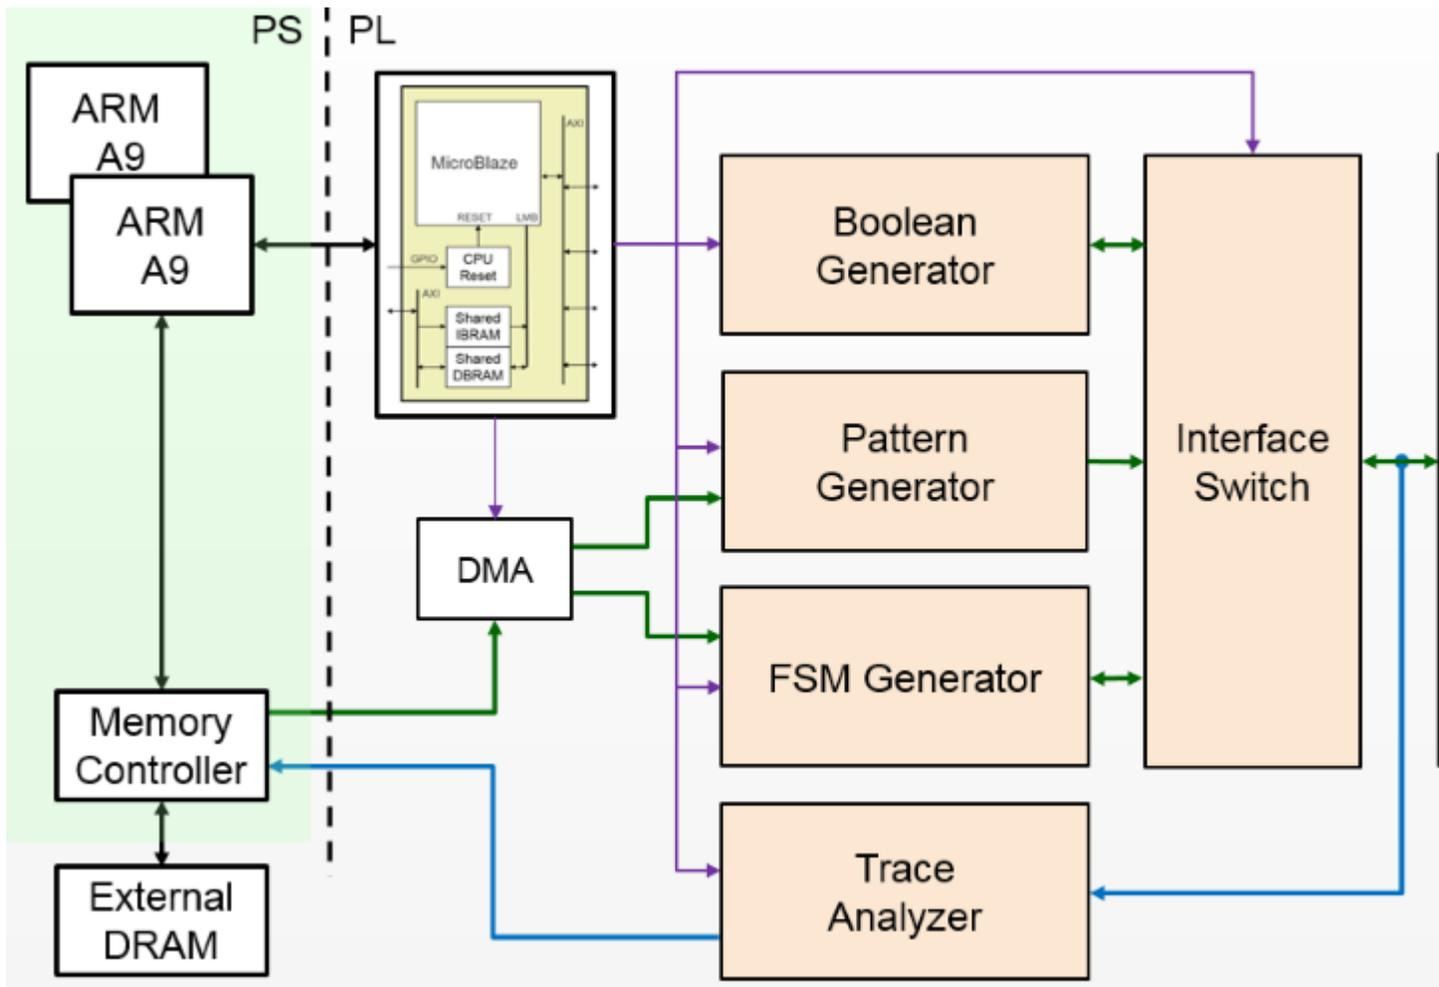 PS
PL
ARM
A9
ARM
A9
MicroBlaze
AXI
RESET
LMB
GPIO
CPU
Reset
AXI
Shared
IBRAM
Shared
DBRAM
Boolean
Generator
Pattern
Generator
Interface
Switch
DMA
FSM Generator
Memory
Controller
Trace
Analyzer
External
DRAM